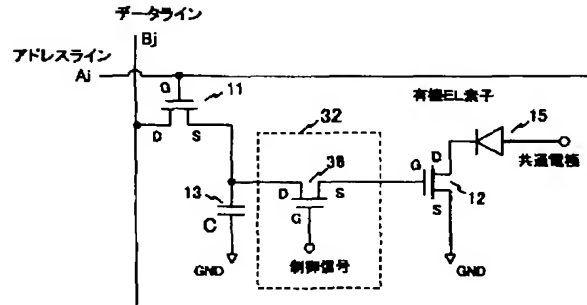 データライン
Bj
アドレスライン
Aj
G
11
D
S
有機EL素子
32
38
15
共通電極
13
C
D
S
G
G
D
12
S
制御信号
GND
GND